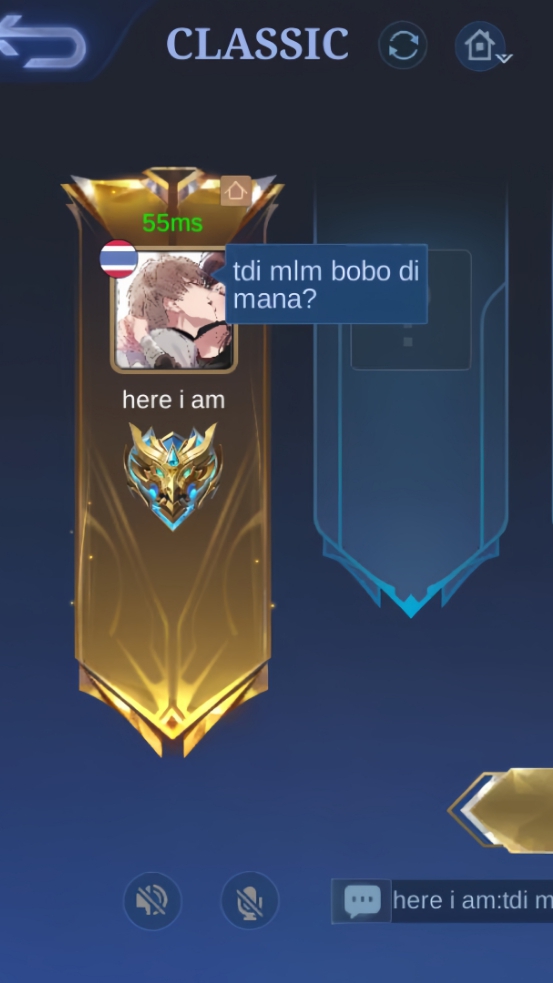 CLASSIC
55ms
tdi mlm bobo di
mana?
here i am
here i am:tdi m